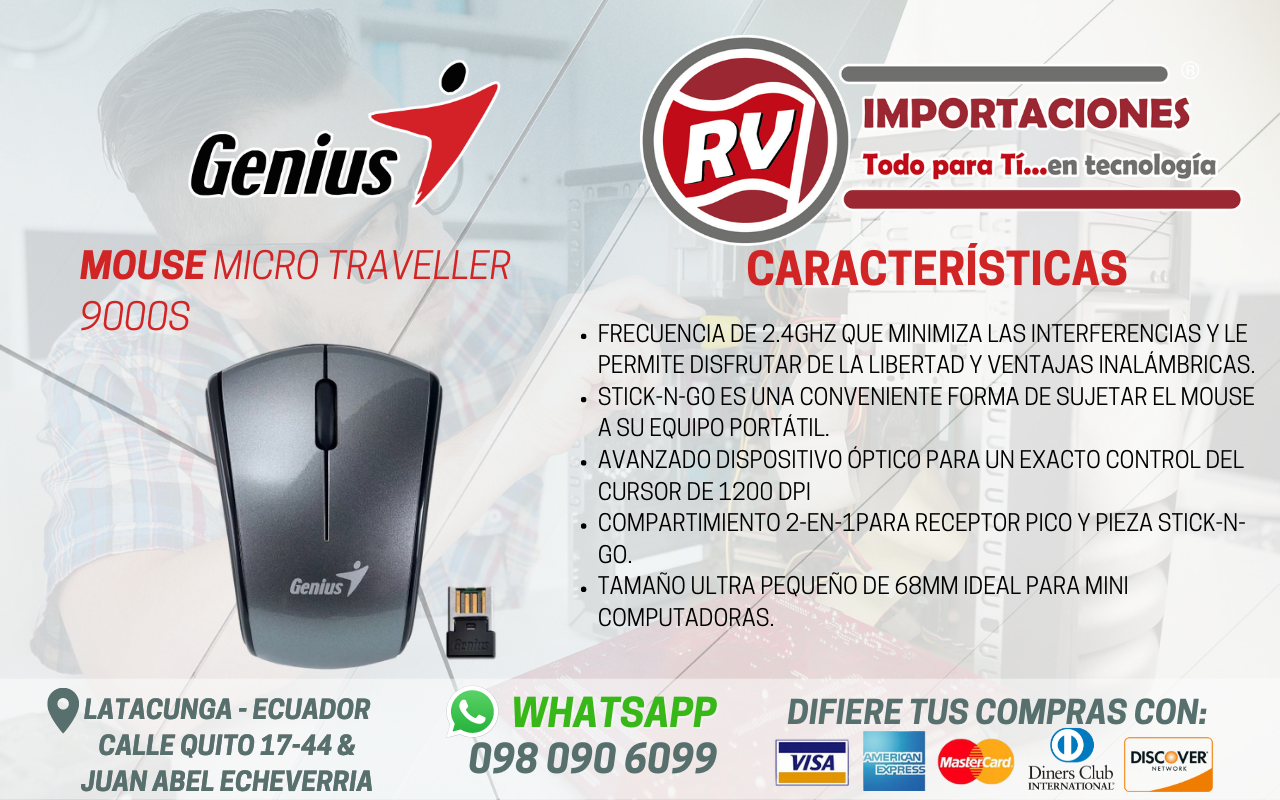 Genius
RV
IMPORTACIONES
®
Todo para Tí...en tecnología
MOUSE MICRO TRAVELLER
9000S
CARACTERÍSTICAS
• FRECUENCIA DE 2.4GHZ QUE MINIMIZA LAS INTERFERENCIAS Y LE
PERMITE DISFRUTAR DE LA LIBERTAD Y VENTAJAS INALÁMBRICAS.
• STICK-N-GO ES UNA CONVENIENTE FORMA DE SUJETAR EL MOUSE
A SU EQUIPO PORTÁTIL.
• AVANZADO DISPOSITIVO ÓPTICO PARA UN EXACTO CONTROL DEL
CURSOR DE 1200 DPI
• COMPARTIMIENTO 2-EN-1PARA RECEPTOR PICO Y PIEZA STICK-N-
GO.
• TAMAÑO ULTRA PEQUEÑO DE 68MM IDEAL PARA MINI
COMPUTADORAS.
Genius
Genius
LATACUNGA - ECUADOR
CALLE QUITO 17-44 &
JUAN ABEL ECHEVERRIA
WHATSAPP
098 090 6099
DIFIERE TUS COMPRAS CON:
VISA
AMERICAN
EXPRESS
MasterCard
Diners Club
INTERNATIONAL
DISCOVER
NETWORK